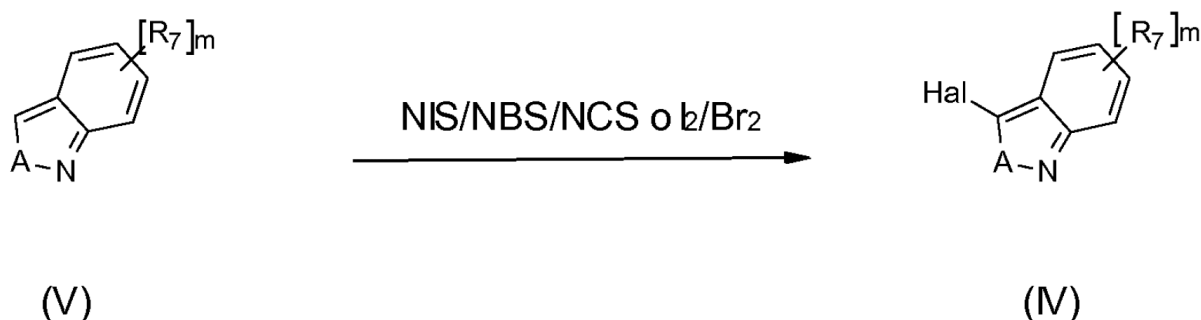 [R7]m
[R7]m
Hal
NIS/NBS/NCS o I2/Br2
A N
A N
(V)
(IV)